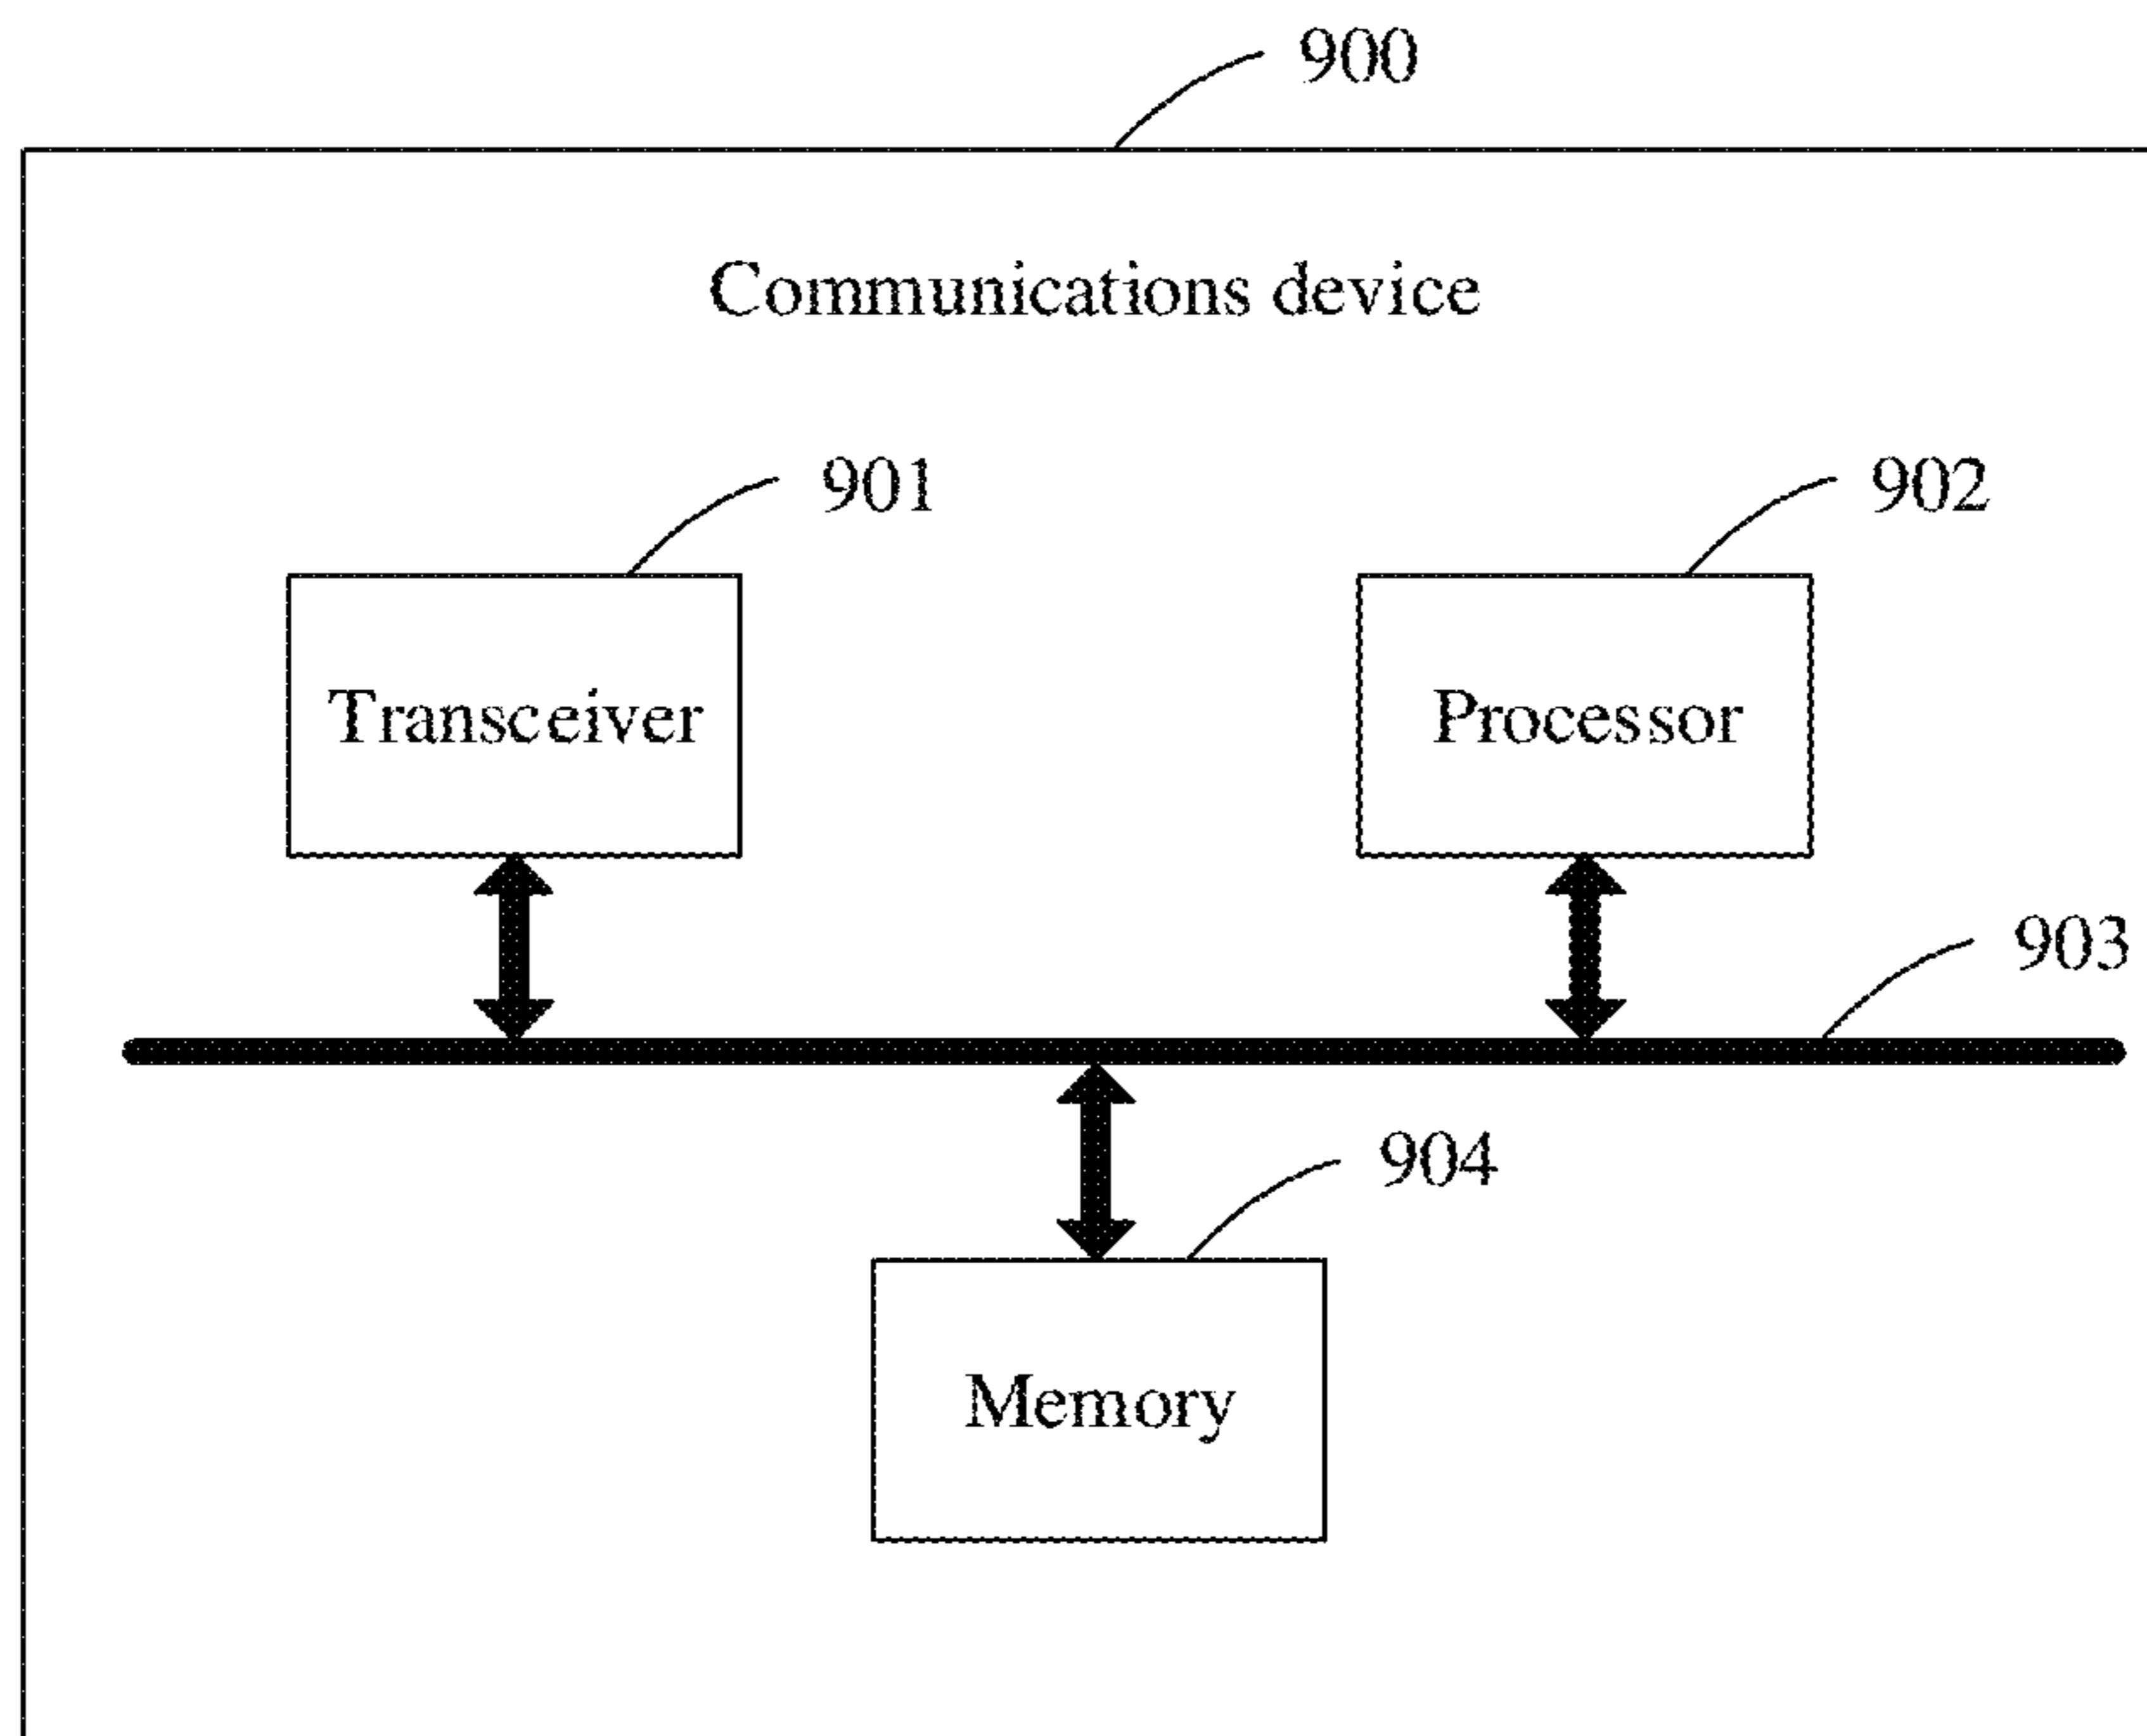 900
Communications device
901
902
Transceiver
Processor
903
904
Memory